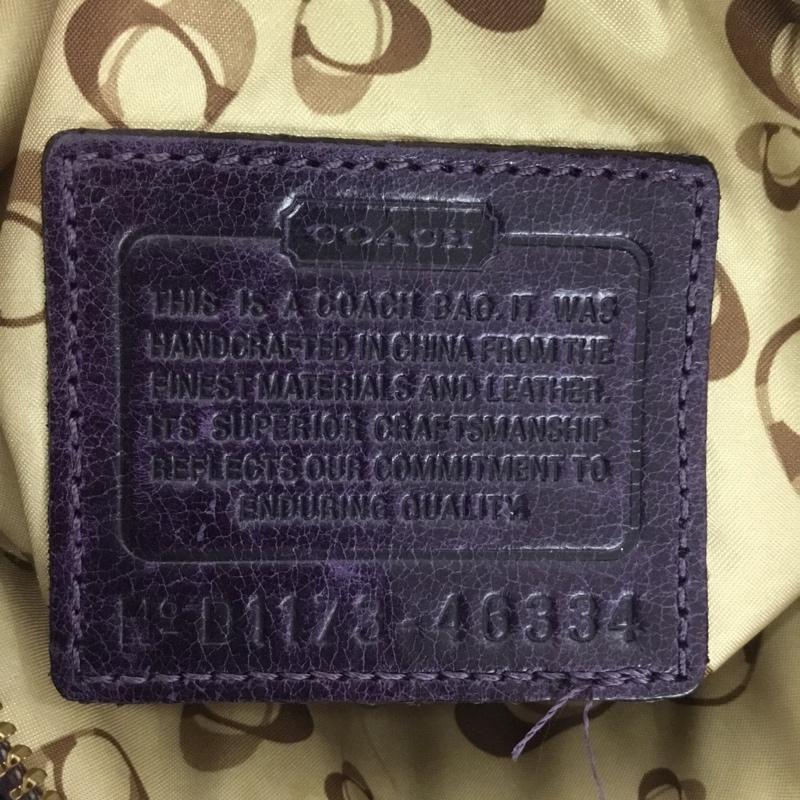 COACH
THIS IS A COACH BAG. IT WAS
HANDCRAFTED IN CHINA FROM THE
FINEST MATERIALS AND LEATHER.
ITS SUPERIOR CRAFTSMANSHIP
REFLECTS OUR COMMITMENT TO
ENDURING QUALITY.
Nº D1173-46334